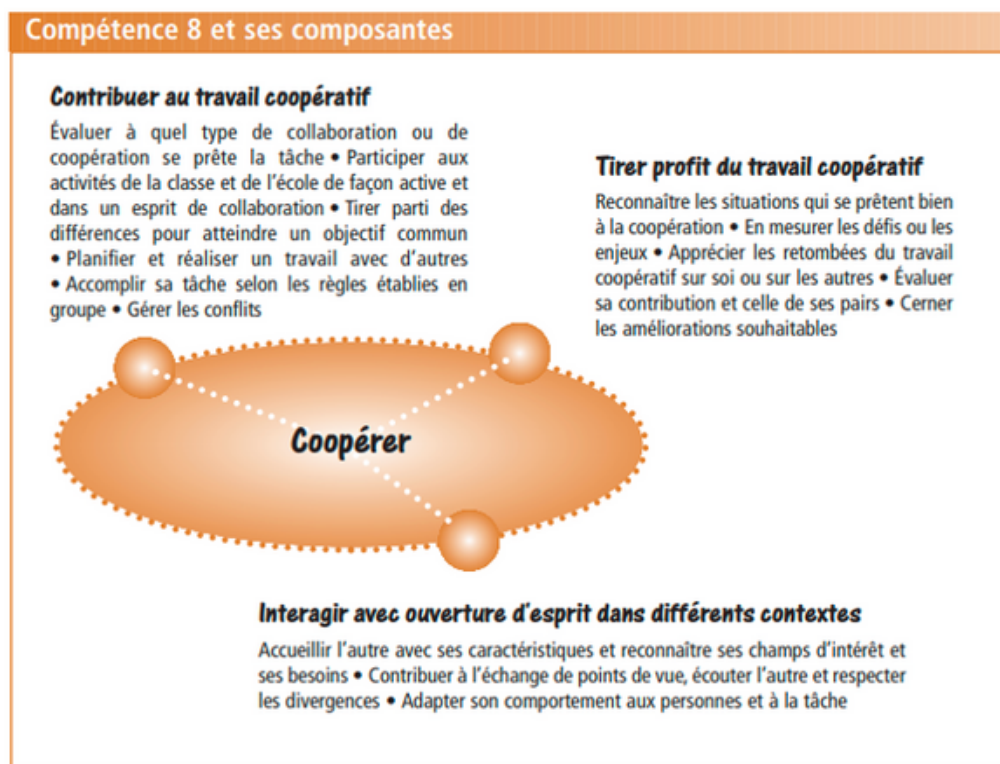 Compétence 8 et ses composantes
Contribuer au travail coopératif
Évaluer à quel type de collaboration ou de
coopération se prête la tâche • Participer aux
activités de la classe et de l'école de façon active et
dans un esprit de collaboration • Tirer parti des
différences pour atteindre un objectif commun
• Planifier et réaliser un travail avec d'autres
• Accomplir sa tâche selon les règles établies en
groupe • Gérer les conflits
Tirer profit du travail coopératif
Reconnaître les situations qui se prêtent bien
à la coopération • En mesurer les défis ou les
enjeux • Apprécier les retombées du travail
coopératif sur soi ou sur les autres • Évaluer
sa contribution et celle de ses pairs • Cerner
les améliorations souhaitables
Coopérer
Interagir avec ouverture d'esprit dans différents contextes
Accueillir l'autre avec ses caractéristiques et reconnaître ses champs d'intérêt et
ses besoins • Contribuer à l'échange de points de vue, écouter l'autre et respecter
les divergences • Adapter son comportement aux personnes et à la tâche